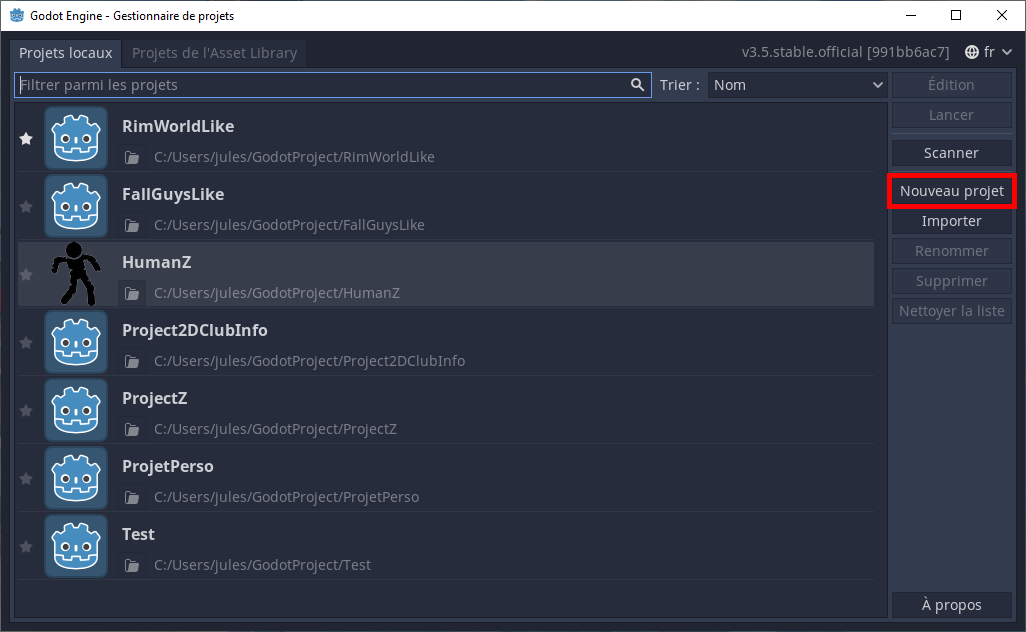 Godot Engine - Gestionnaire de projets
Projets locaux
Projets de l'Asset Library
v3.5.stable.official [991bb6ac7]
fr
Filtrer parmi les projets
Trier :
Nom
Édition
Lancer
Scanner
Nouveau projet
Importer
Renommer
Supprimer
Nettoyer la liste
RimWorldLike
C:/Users/jules/GodotProject/RimWorldLike
FallGuysLike
C:/Users/jules/GodotProject/FallGuysLike
HumanZ
C:/Users/jules/GodotProject/HumanZ
Project2DClubInfo
C:/Users/jules/GodotProject/Project2DClubInfo
ProjectZ
C:/Users/jules/GodotProject/ProjectZ
ProjetPerso
C:/Users/jules/GodotProject/ProjetPerso
Test
C:/Users/jules/GodotProject/Test
À propos